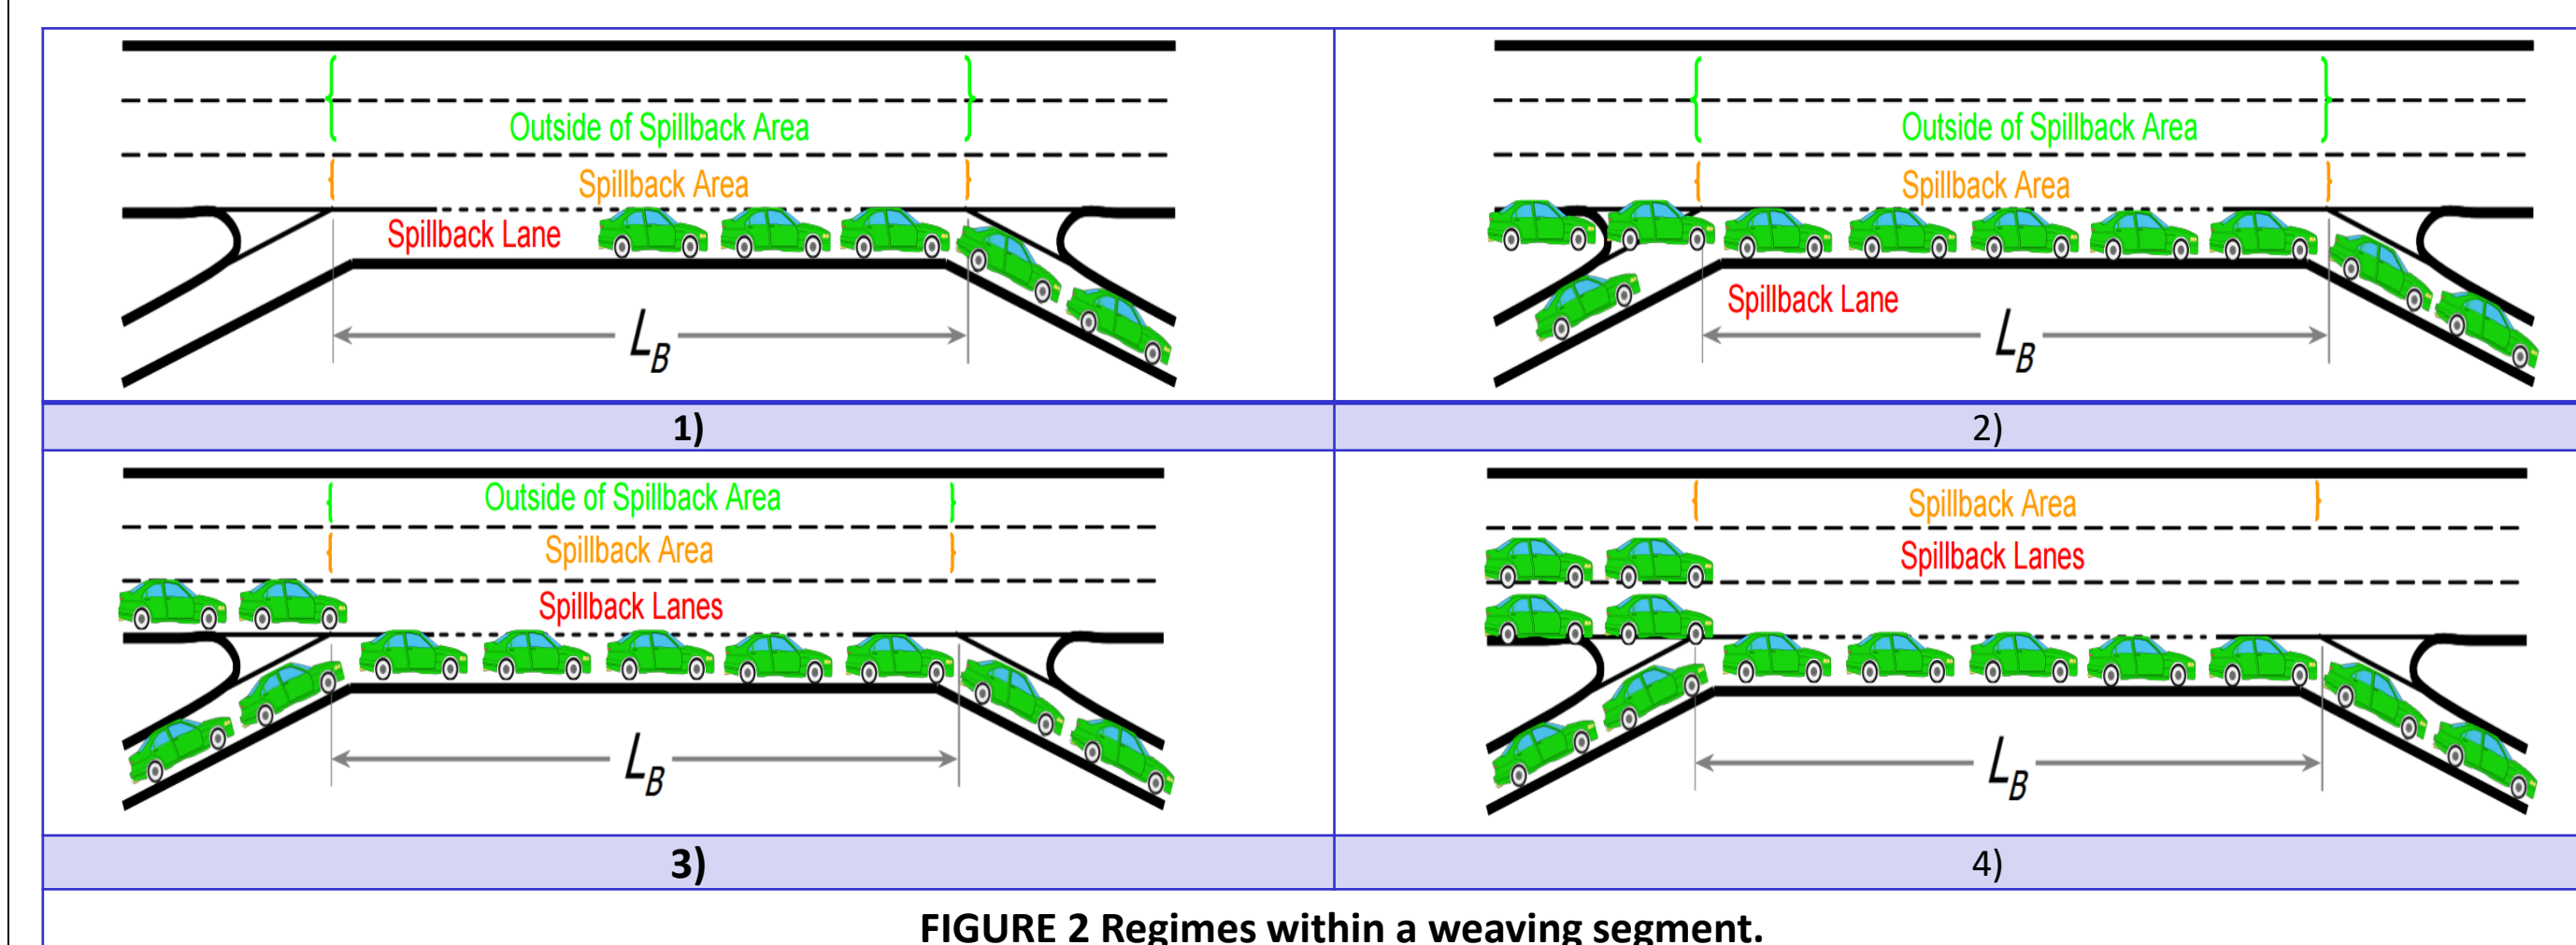 Outside of Spillback Area
Spillback Area
Spillback Lane
LB
Outside of Spillback Area
Spillback Area
Spillback Lane
LB
1)
2)
Outside of Spillback Area
Spillback Area
Spillback Lanes
LB
Spillback Area
Spillback Lanes
LB
3)
4)
FIGURE 2 Regimes within a weaving segment.